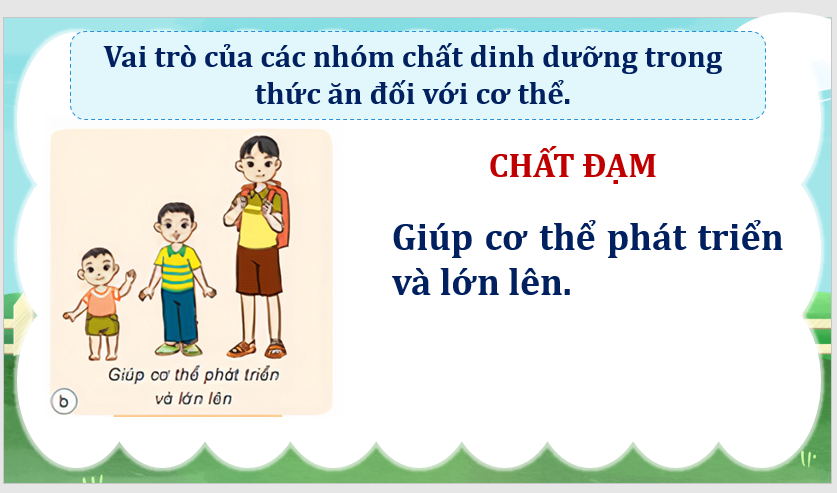 Vai trò của các nhóm chất dinh dưỡng trong
thức ăn đối với cơ thể.
CHẤT ĐẠM
Giúp cơ thể phát triển
và lớn lên.
Giúp cơ thể phát triển
và lớn lên
b